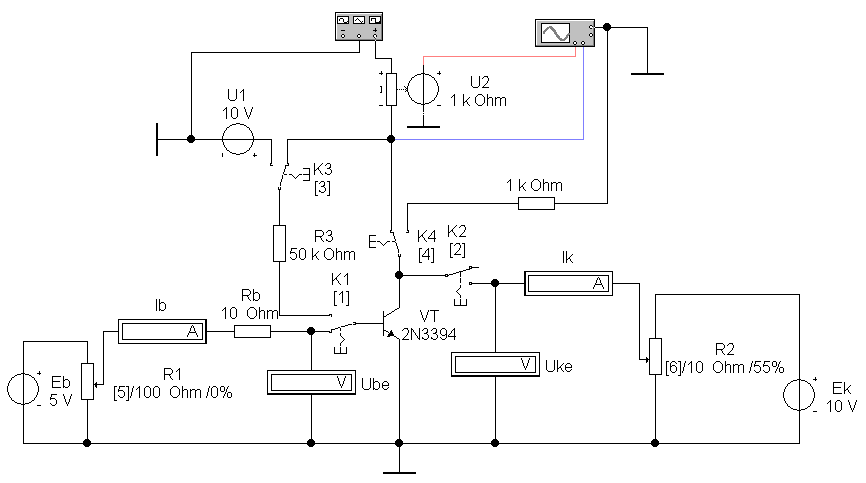 U1
10 V
U2
1 k Ohm
K3
[3]
1 k Ohm
R3
50 k Ohm
K4
[4]
K2
[2]
K1
[1]
Ik
A
Ib
A
Rb
10 Ohm
VT
2N3394
R1
[5]/100 Ohm /0%
Eb
5 V
V
Ube
V
Uke
R2
[6]/10 Ohm /55%
Ek
10 V